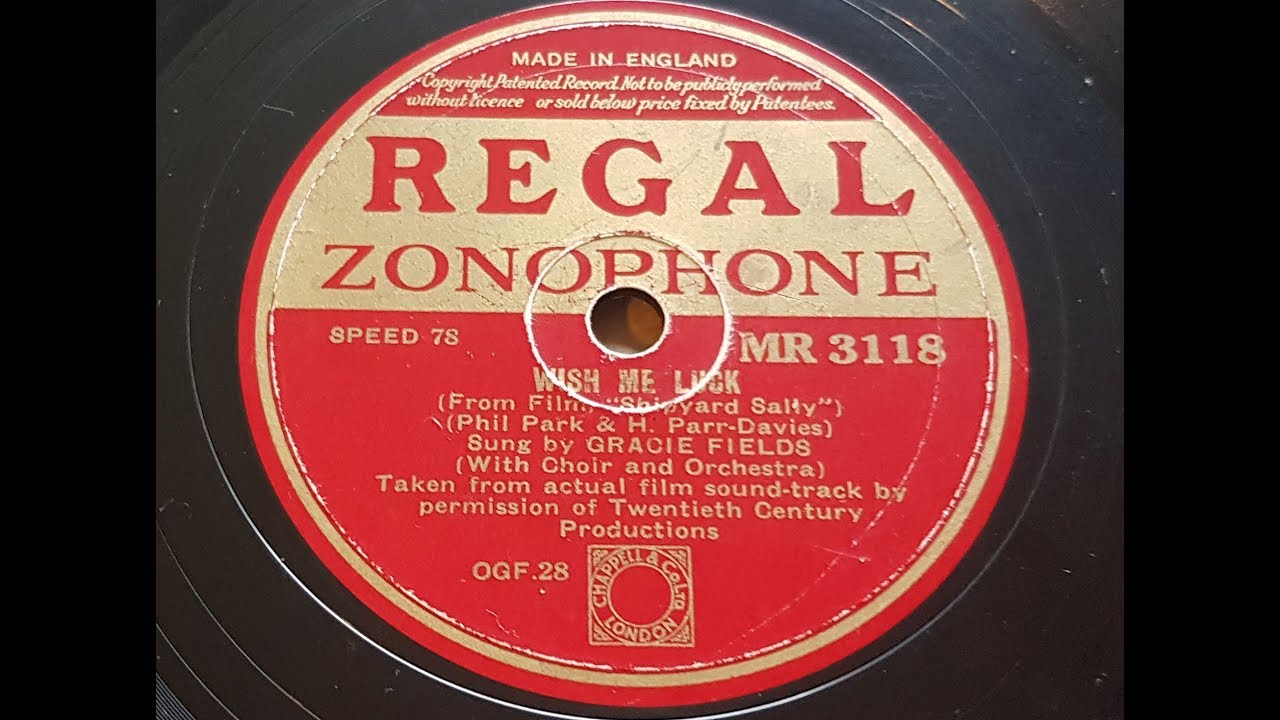 MADE IN ENGLAND
Copyright Patented Record. Not to be publicly performed
without licence or sold below price fixed by Patentees.
REGAL
ZONOPHONE
SPEED 78
MR 3118
WISH ME LUCK
(From Film, "Shipyard Sally")
(Phil Park & H. Parr-Davies)
Sung by GRACIE FIELDS
(With Choir and Orchestra)
Taken from actual film sound-track by
permission of Twentieth Century
Productions
OGF.28
CHAPPELL & CO LTD
LONDON